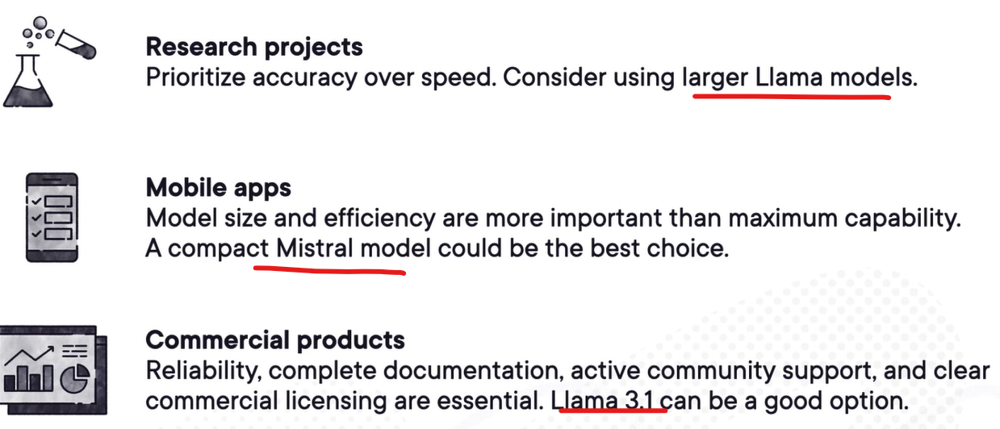 Research projects
Prioritize accuracy over speed. Consider using larger Llama models.
Mobile apps
Model size and efficiency are more important than maximum capability.
A compact Mistral model could be the best choice.
Commercial products
Reliability, complete documentation, active community support, and clear
commercial licensing are essential. Llama 3.1 can be a good option.